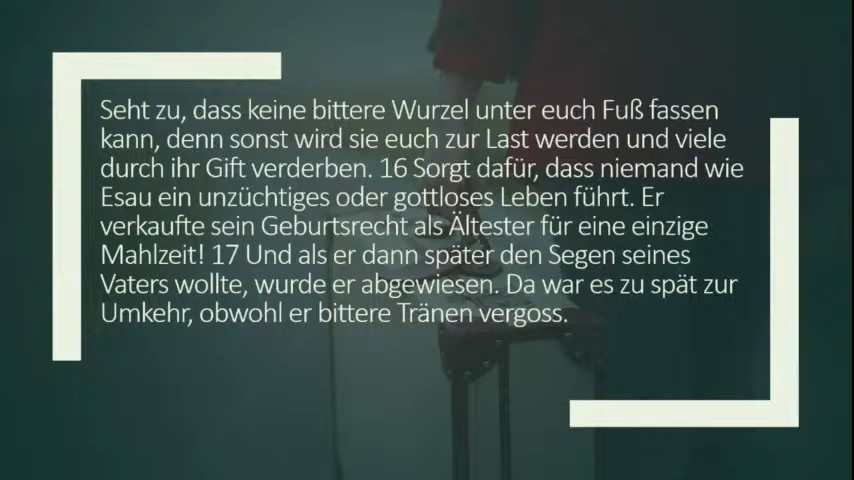 Seht zu, dass keine bittere Wurzel unter euch Fuß fassen
kann, denn sonst wird sie euch zur Last werden und viele
durch ihr Gift verderben. 16 Sorgt dafür, dass niemand wie
Esau ein unzüchtiges oder gottloses Leben führt. Er
verkaufte sein Geburtsrecht als Ältester für eine einzige
Mahlzeit! 17 Und als er dann später den Segen seines
Vaters wollte, wurde er abgewiesen. Da war es zu spät zur
Umkehr, obwohl er bittere Tränen vergoss.